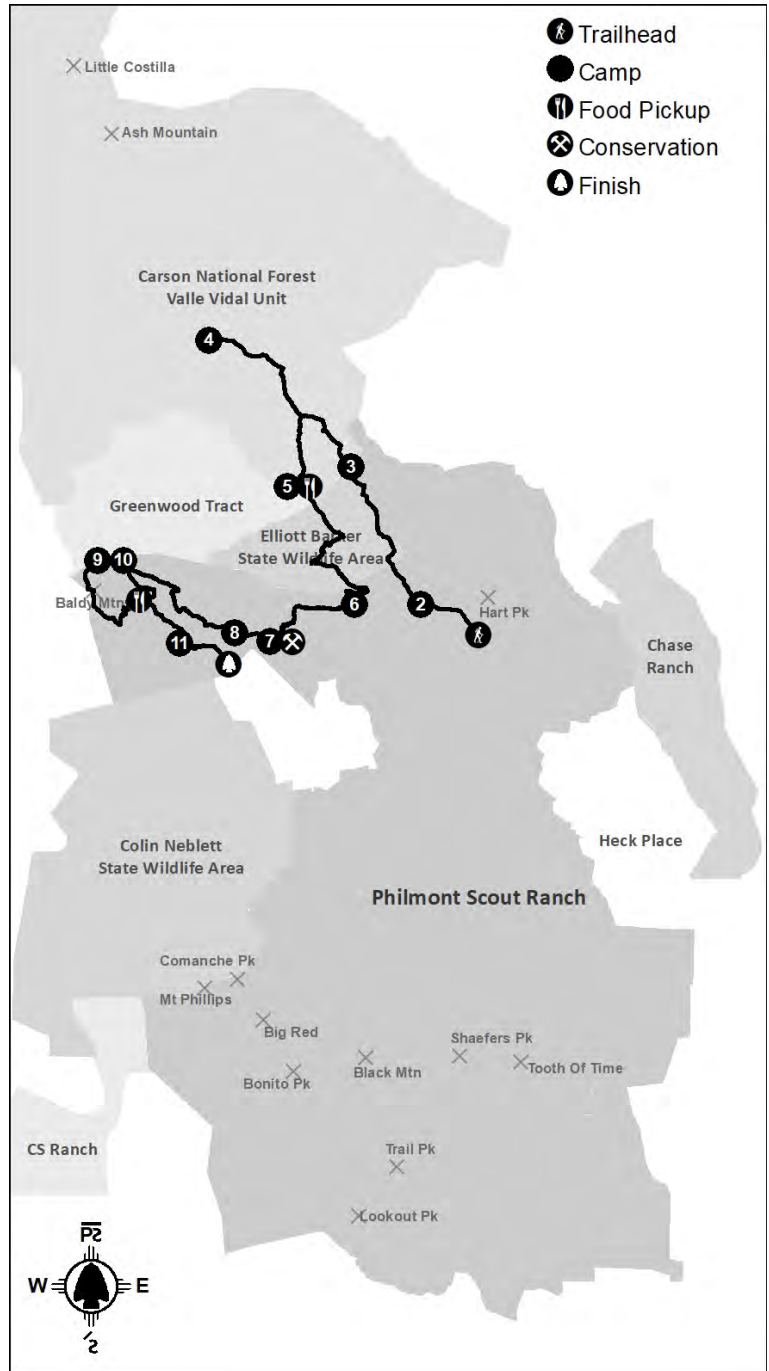 Trailhead
Camp
Food Pickup
Conservation
Finish
Little Costilla
Ash Mountain
Carson National Forest
Valle Vidal Unit
4
3
5
Greenwood Tract
Elliott Barker
State Wildlife Area
9
10
Baldy Mtn
6
2
Hart Pk
8
7
11
Chase
Ranch
Heck Place
Colin Neblett
State Wildlife Area
Philmont Scout Ranch
Comanche Pk
Mt Phillips
Big Red
Bonito Pk
Black Mtn
Shaefers Pk
Tooth Of Time
CS Ranch
Trail Pk
Lookout Pk
W
E